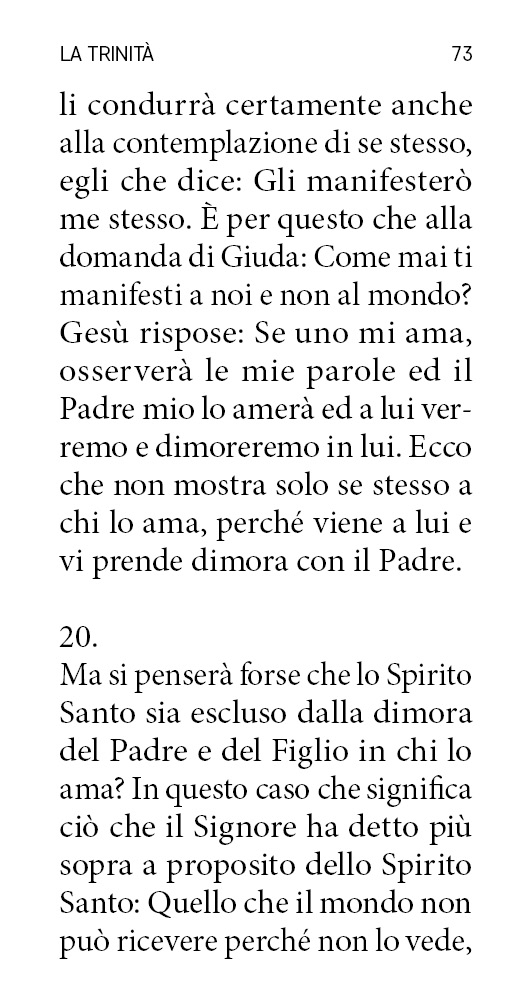 LA TRINITÀ 73
li condurrà certamente anche
alla contemplazione di se stesso,
egli che dice: Gli manifesterò
me stesso. È per questo che alla
domanda di Giuda: Come mai ti
manifesti a noi e non al mondo?
Gesù rispose: Se uno mi ama,
osserverà le mie parole ed il
Padre mio lo amerà ed a lui ver-
remo e dimoreremo in lui. Ecco
che non mostra solo se stesso a
chi lo ama, perché viene a lui e
vi prende dimora con il Padre.
20.
Ma si penserà forse che lo Spirito
Santo sia escluso dalla dimora
del Padre e del Figlio in chi lo
ama? In questo caso che significa
ciò che il Signore ha detto più
sopra a proposito dello Spirito
Santo: Quello che il mondo non
può ricevere perché non lo vede,